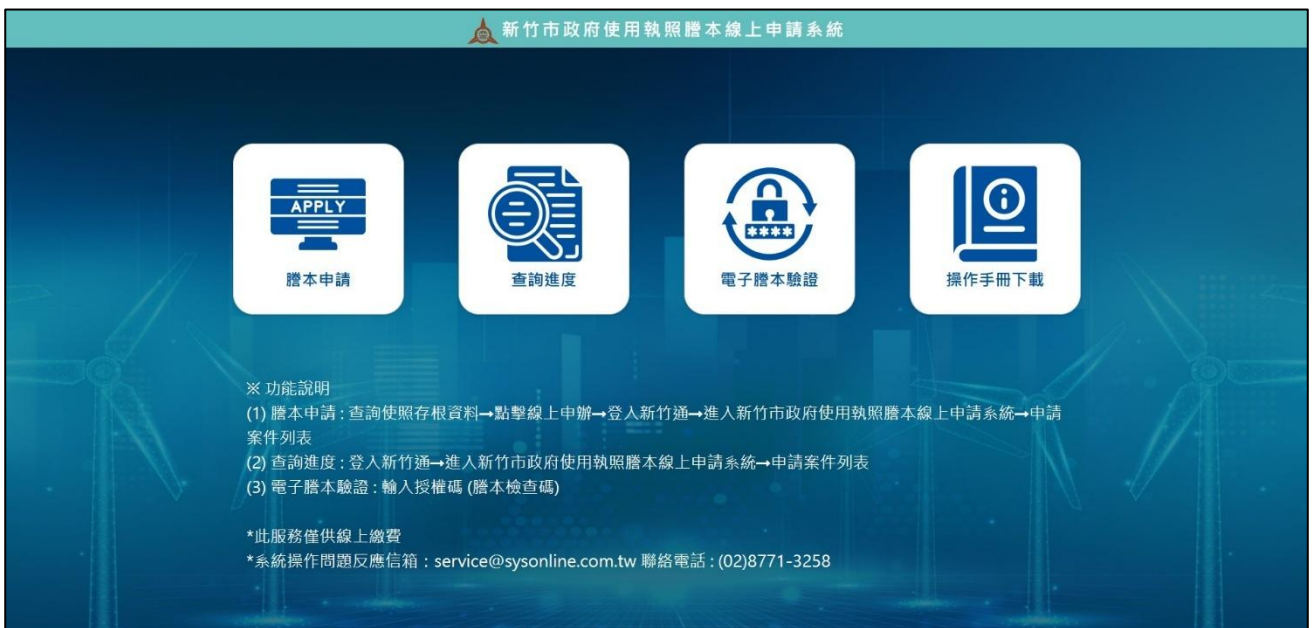 新竹市政府使用執照謄本線上申請系統
APPLY
****
謄本申請
查詢進度
電子謄本驗證
操作手冊下載
※ 功能說明
(1) 謄本申請 : 查詢使照存根資料→點擊線上申辦→登入新竹通→進入新竹市政府使用執照謄本線上申請系統→申請
案件列表
(2) 查詢進度 : 登入新竹通→進入新竹市政府使用執照謄本線上申請系統→申請案件列表
(3) 電子謄本驗證 : 輸入授權碼 (謄本檢查碼)
*此服務僅供線上繳費
*系統操作問題反應信箱：service@sysonline.com.tw 聯絡電話 : (02)8771-3258